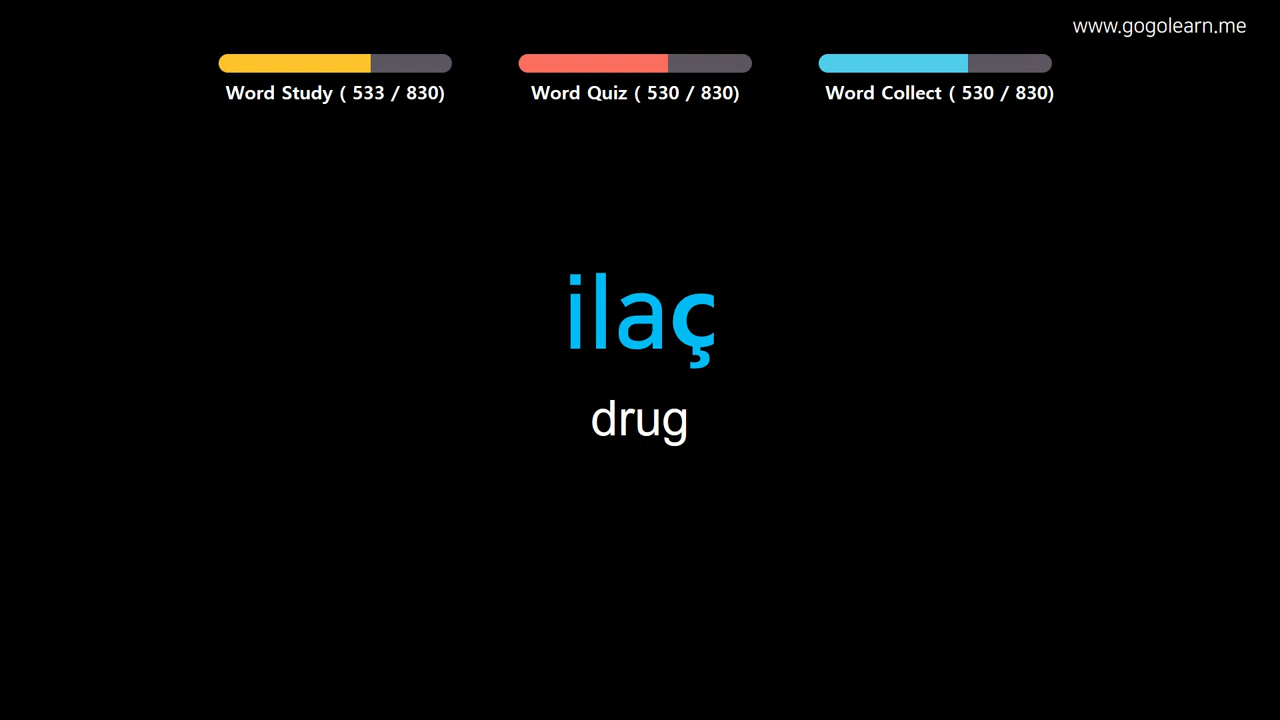 www.gogolearn.me
Word Study ( 533 / 830)
Word Quiz ( 530 / 830)
Word Collect ( 530 / 830)
ilaç
drug